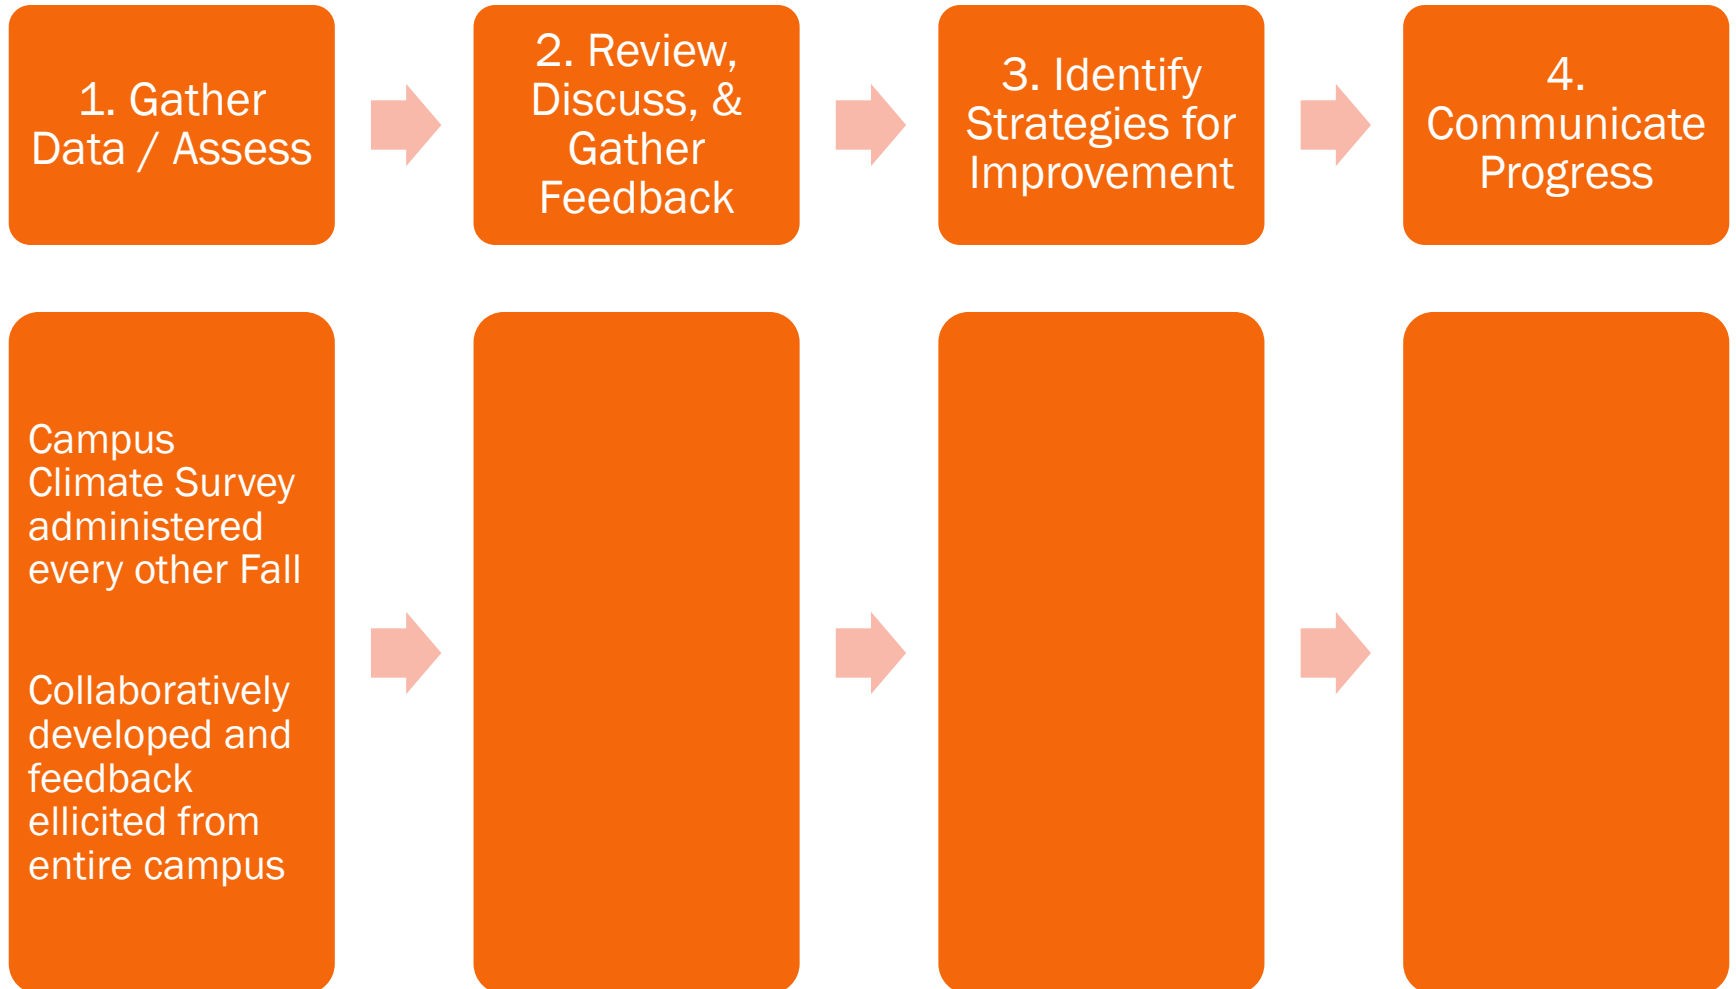 1. Gather
Data / Assess
2. Review,
Discuss, &
Gather
Feedback
3. Identify
Strategies for
Improvement
4.
Communicate
Progress
Campus
Climate Survey
administered
every other Fall
Collaboratively
developed and
feedback
ellicited from
entire campus